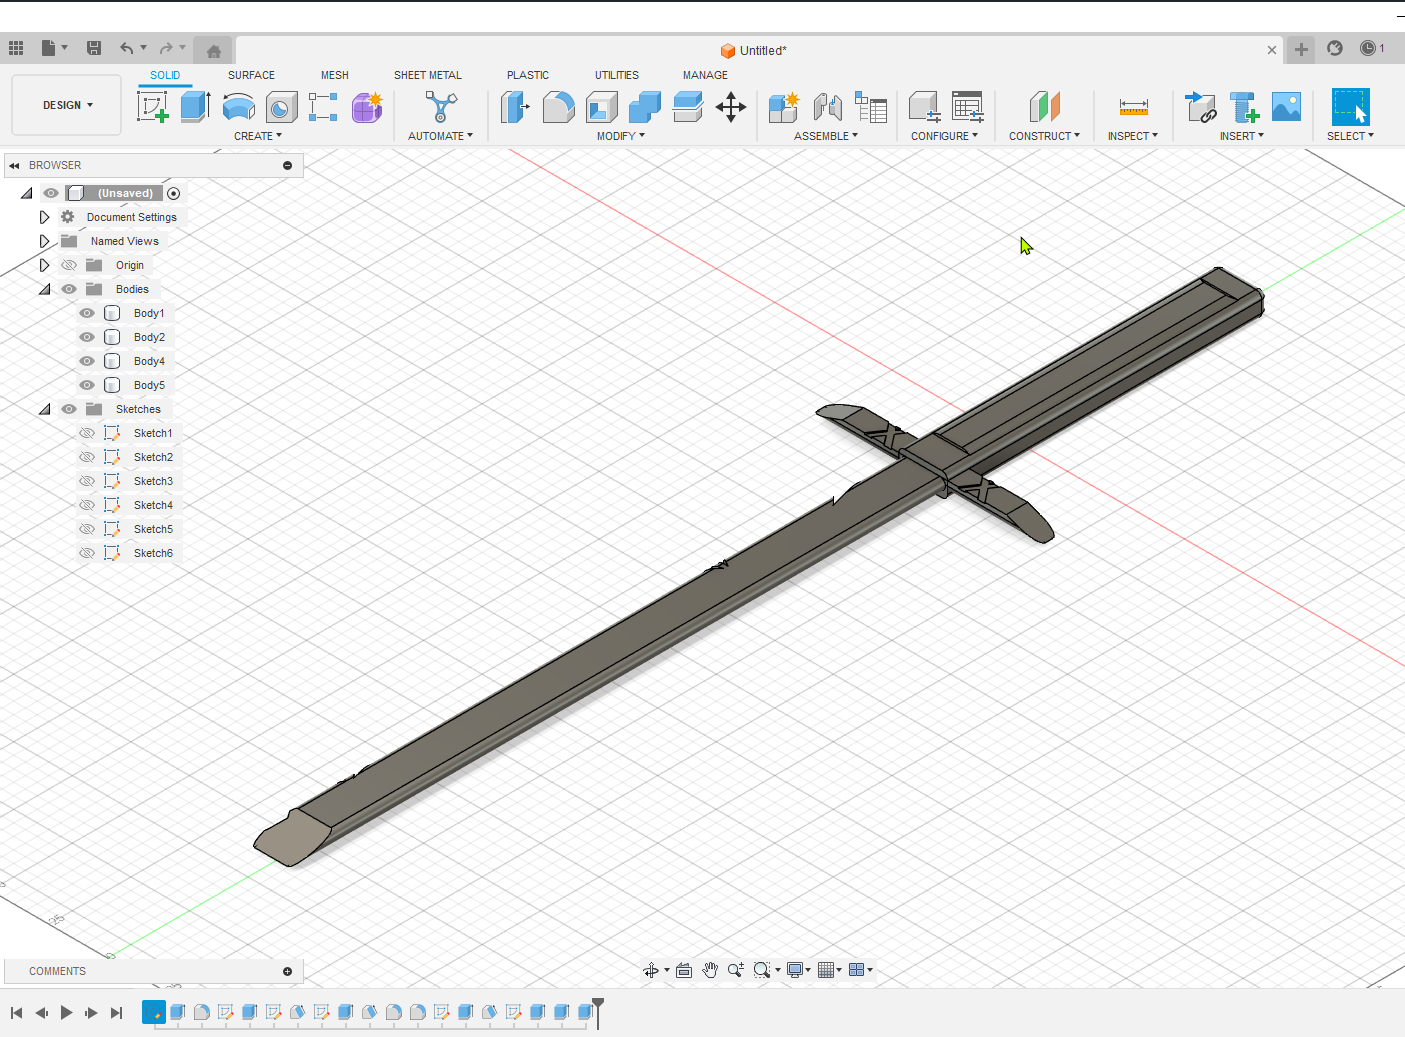 Untitled*
1
DESIGN
SOLID
SURFACE
MESH
SHEET METAL
PLASTIC
UTILITIES
MANAGE
CREATE
AUTOMATE
MODIFY
ASSEMBLE
CONFIGURE
CONSTRUCT
INSPECT
INSERT
SELECT
BROWSER
(Unsaved)
Document Settings
Named Views
Origin
Bodies
Body1
Body2
Body4
Body5
Sketches
Sketch1
Sketch2
Sketch3
Sketch4
Sketch5
Sketch6
25
COMMENTS